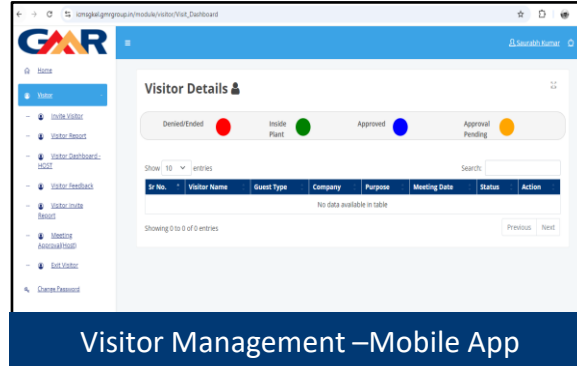 icmsgkel.gmrgroup.in/module/visitor/Visit_Dashboard
GMR
Saurabh Kumar
Home
Visitor
Invite Visitor
Visitor Report
Visitor Dashboard - HOST
Visitor Feedback
Visitor Invite Report
Meeting Approval(Host)
Exit Visitor
Change Password
Visitor Details
Denied/Ended
Inside Plant
Approved
Approval Pending
Show 10 entries
Search:
Sr No. Visitor Name Guest Type Company Purpose Meeting Date Status Action
No data available in table
Showing 0 to 0 of 0 entries
Previous Next
Visitor Management –Mobile App